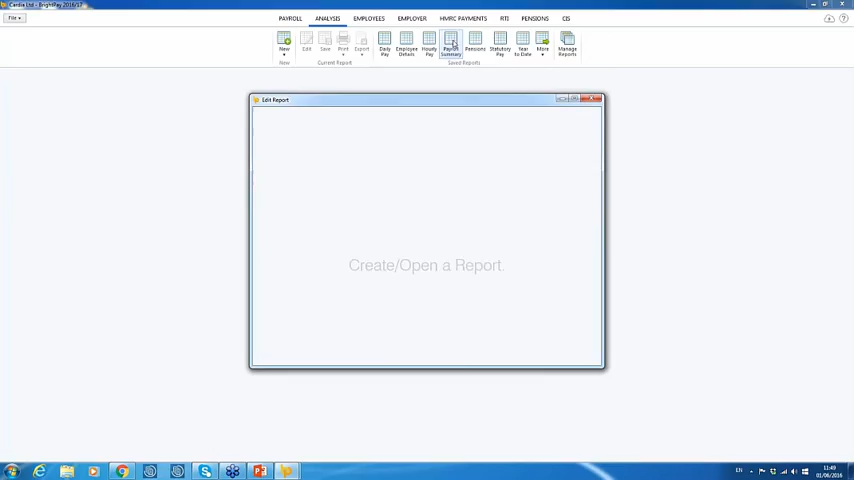 Cardia Ltd - BrightPay 2016/17
File
PAYROLL ANALYSIS EMPLOYEES EMPLOYER HMRC PAYMENTS RTI PENSIONS CIS
New Edit Save Print Export Daily Pay Employee Details Hourly Pay Payroll Summary Pensions Statutory Pay Year to Date More Manage Reports
New Current Report Saved Reports
Edit Report
Create/Open a Report.
EN 11:49
01/06/2016